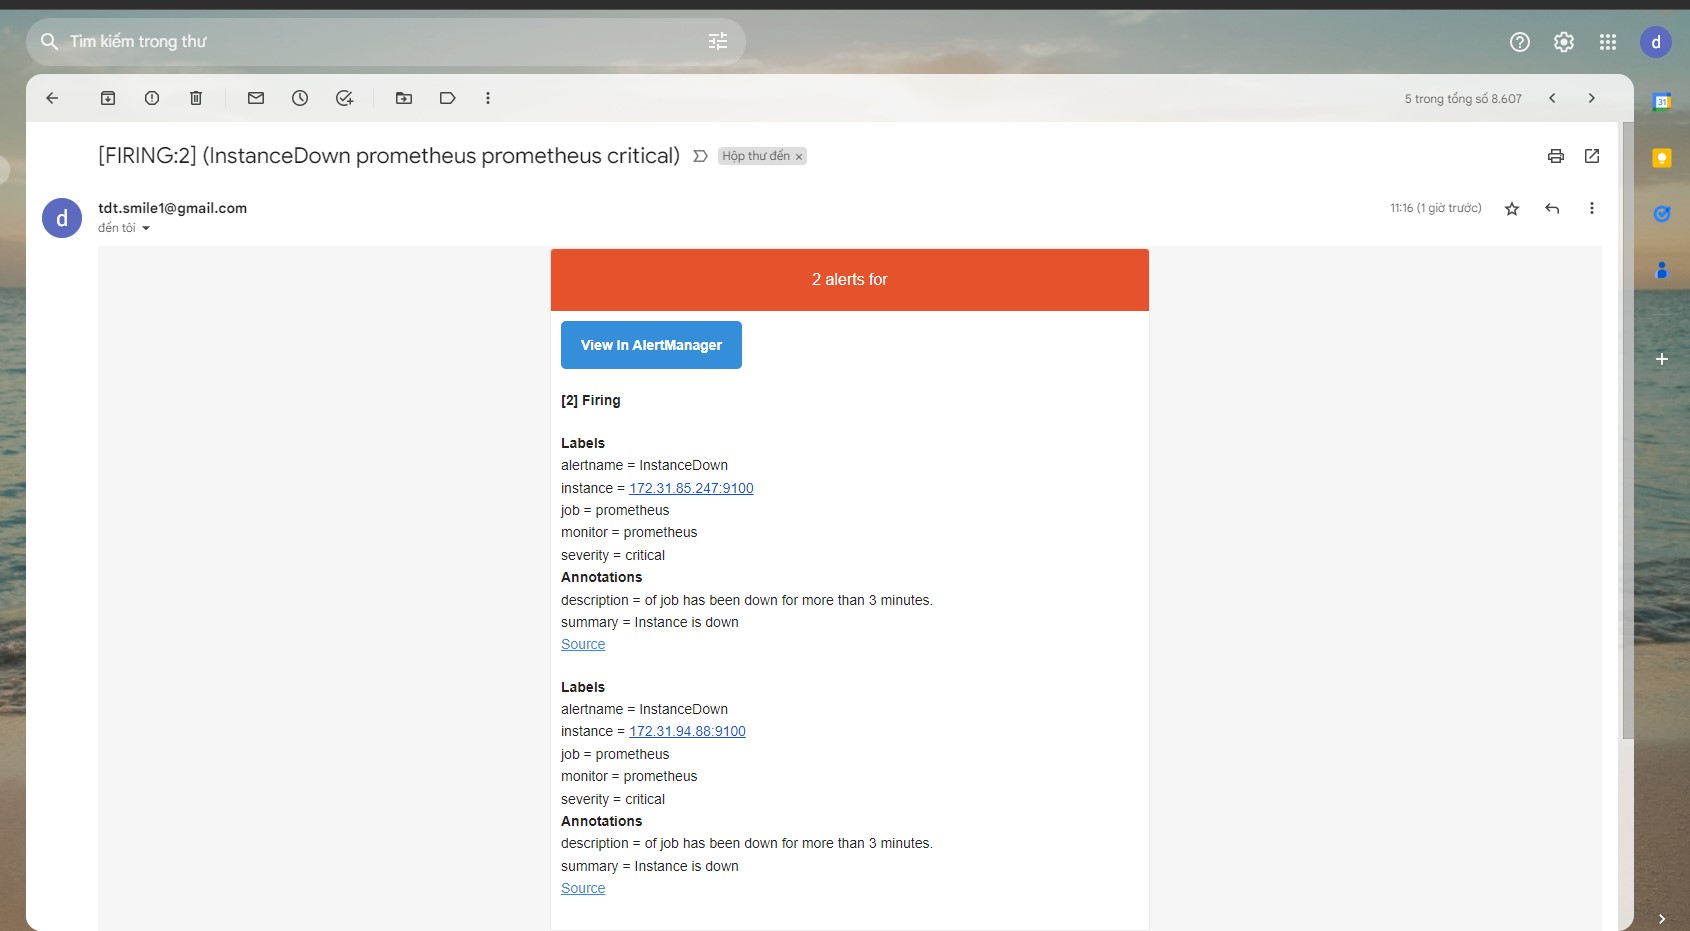 Tìm kiếm trong thư
d
5 trong tổng số 8.607
31
[FIRING:2] (InstanceDown prometheus prometheus critical)
Hộp thư đến ×
d
tdt.smile1@gmail.com
11:16 (1 giờ trước)
đến tôi
2 alerts for
View In AlertManager
[2] Firing
Labels
alertname = InstanceDown
instance = 172.31.85.247:9100
job = prometheus
monitor = prometheus
severity = critical
Annotations
description = of job has been down for more than 3 minutes.
summary = Instance is down
Source
Labels
alertname = InstanceDown
instance = 172.31.94.88:9100
job = prometheus
monitor = prometheus
severity = critical
Annotations
description = of job has been down for more than 3 minutes.
summary = Instance is down
Source